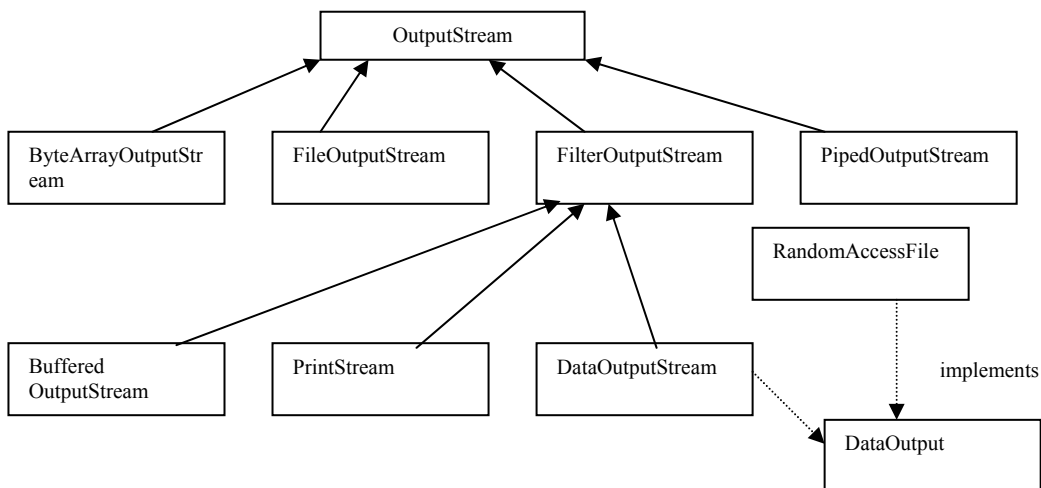 OutputStream
ByteArrayOutputStr
eam
FileOutputStream
FilterOutputStream
PipedOutputStream
RandomAccessFile
Buffered
OutputStream
PrintStream
DataOutputStream
implements
DataOutput